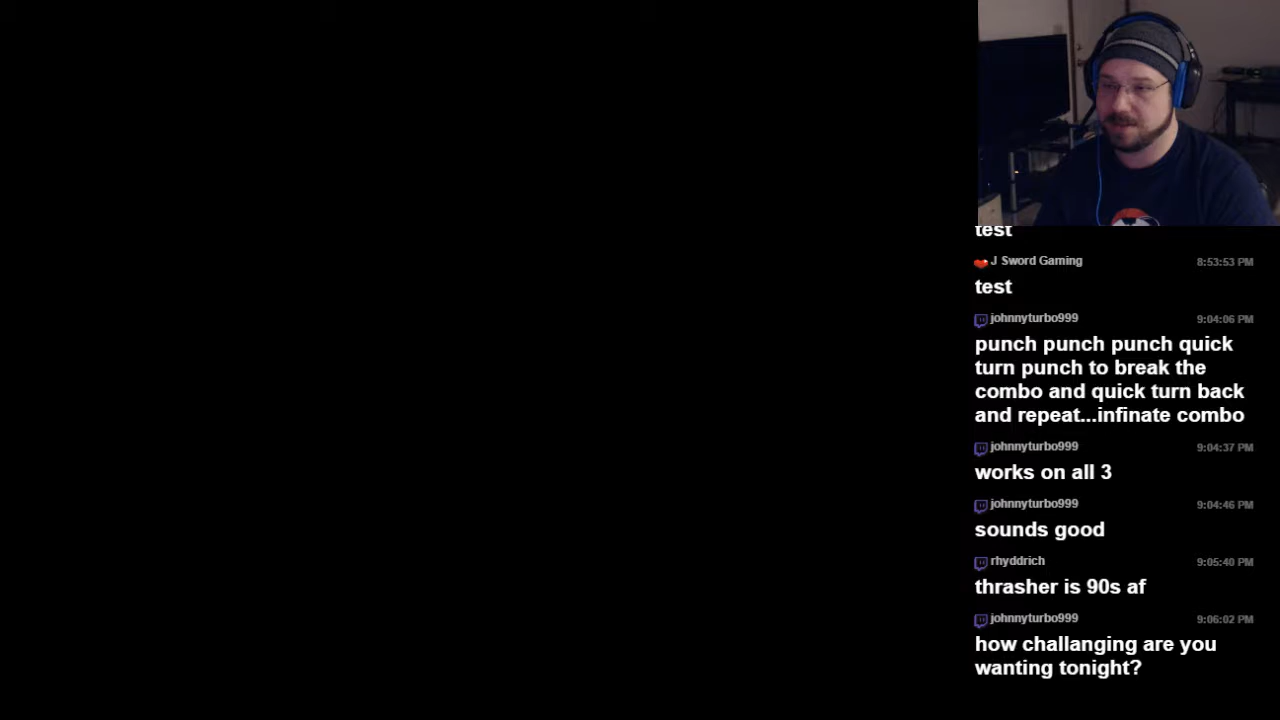 test
J Sword Gaming 8:53:53 PM
test
johnnyturbo999 9:04:06 PM
punch punch punch quick
turn punch to break the
combo and quick turn back
and repeat...infinate combo
johnnyturbo999 9:04:37 PM
works on all 3
johnnyturbo999 9:04:46 PM
sounds good
rhyddrich 9:05:40 PM
thrasher is 90s af
johnnyturbo999 9:06:02 PM
how challanging are you
wanting tonight?